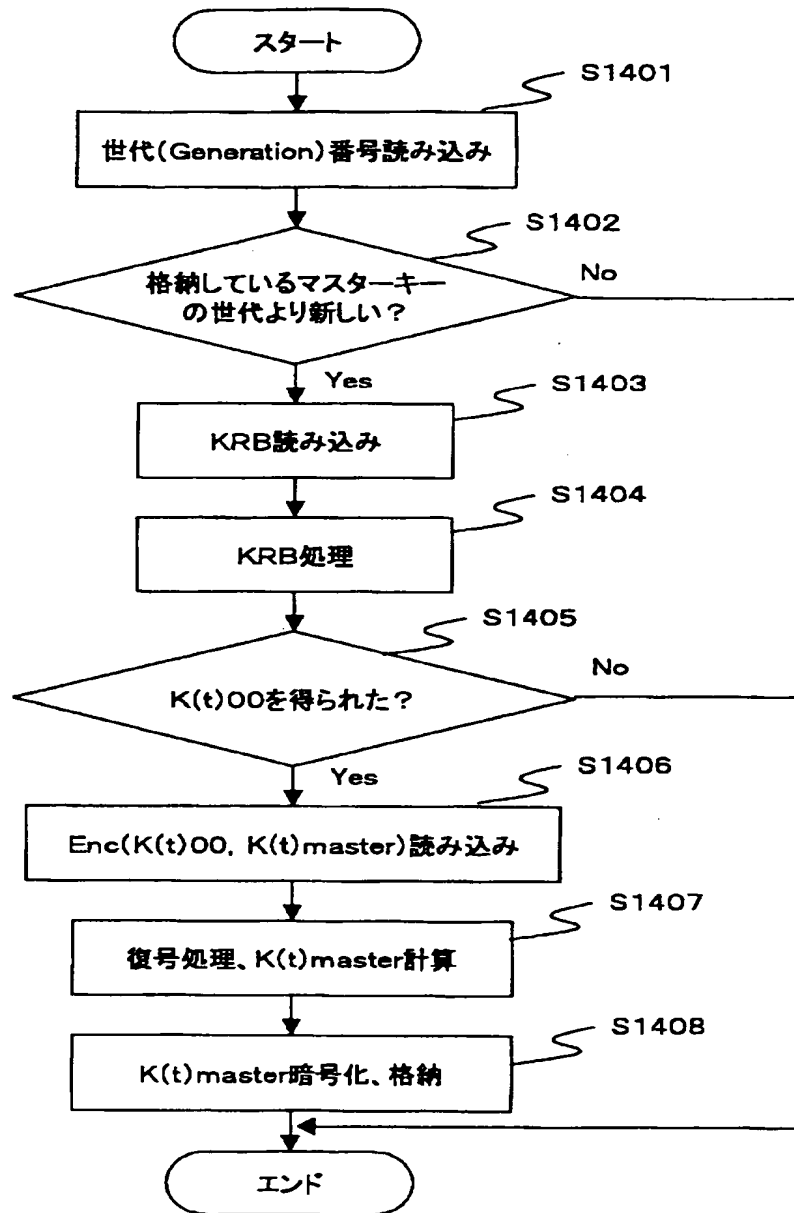 スタート
S1401
世代(Generation)番号読み込み
S1402
格納しているマスターキー
の世代より新しい?
No
Yes
S1403
KRB読み込み
S1404
KRB処理
S1405
K(t)00を得られた?
No
Yes
S1406
Enc(K(t)00, K(t)master)読み込み
S1407
復号処理、K(t)master計算
S1408
K(t)master暗号化、格納
エンド